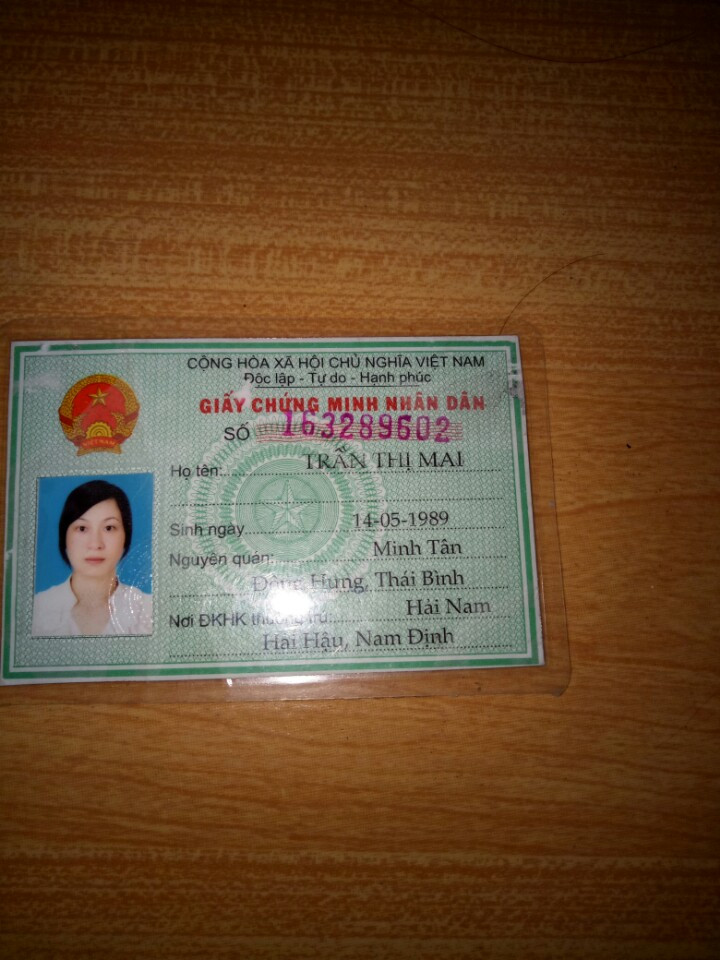 CỘNG HÒA XÃ HỘI CHỦ NGHĨA VIỆT NAM
Độc lập - Tự do - Hạnh phúc
GIẤY CHỨNG MINH NHÂN DÂN
SỐ 163289602
Họ tên: TRẦN THỊ MAI
Sinh ngày 14-05-1989
Nguyên quán: Minh Tân
Đông Hưng, Thái Bình
Nơi ĐKHK thường trú: Hải Nam
Hải Hậu, Nam Định
VIỆT NAM